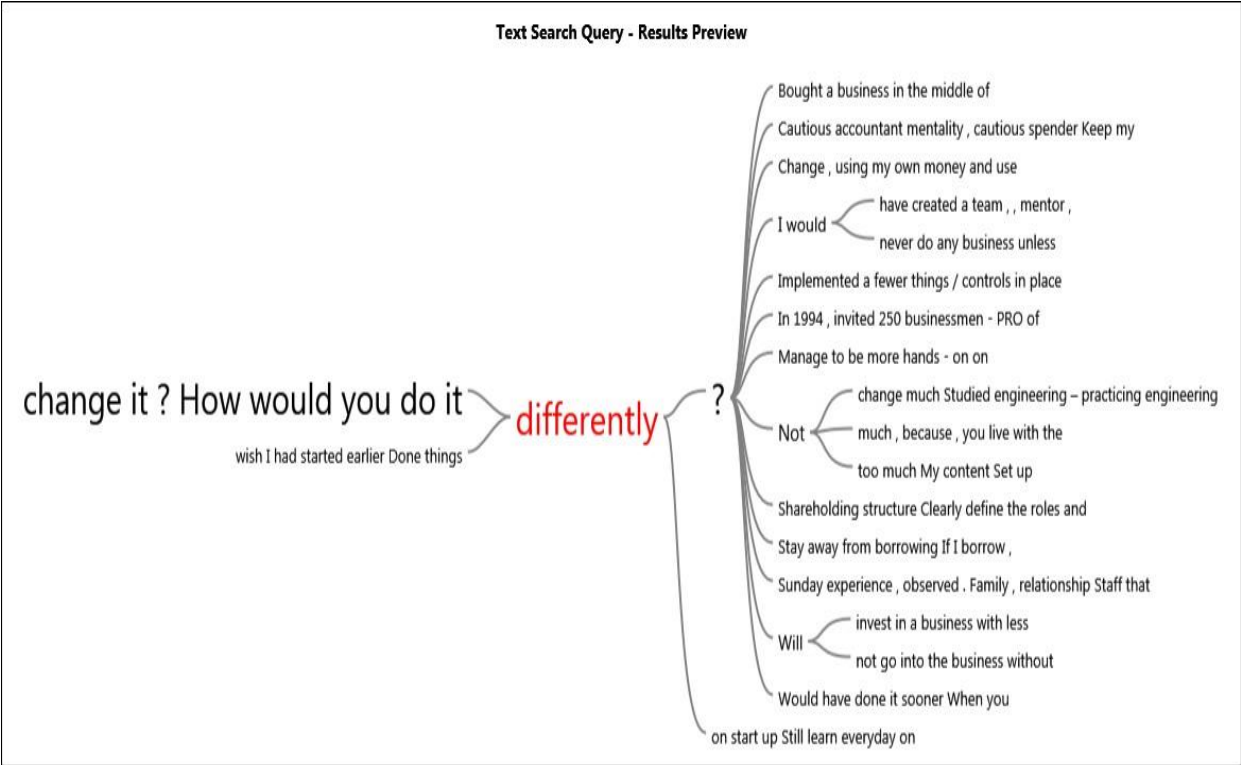 Text Search Query - Results Preview
Bought a business in the middle of
Cautious accountant mentality , cautious spender Keep my
Change , using my own money and use
I would
have created a team , , mentor ,
never do any business unless
Implemented a fewer things / controls in place
In 1994 , invited 250 businessmen - PRO of
Manage to be more hands - on on
change it ? How would you do it
wish I had started earlier Done things
differently
?
Not
change much Studied engineering – practicing engineering
much , because , you live with the
too much My content Set up
Shareholding structure Clearly define the roles and
Stay away from borrowing If I borrow ,
Sunday experience , observed . Family , relationship Staff that
Will
invest in a business with less
not go into the business without
Would have done it sooner When you
on start up Still learn everyday on